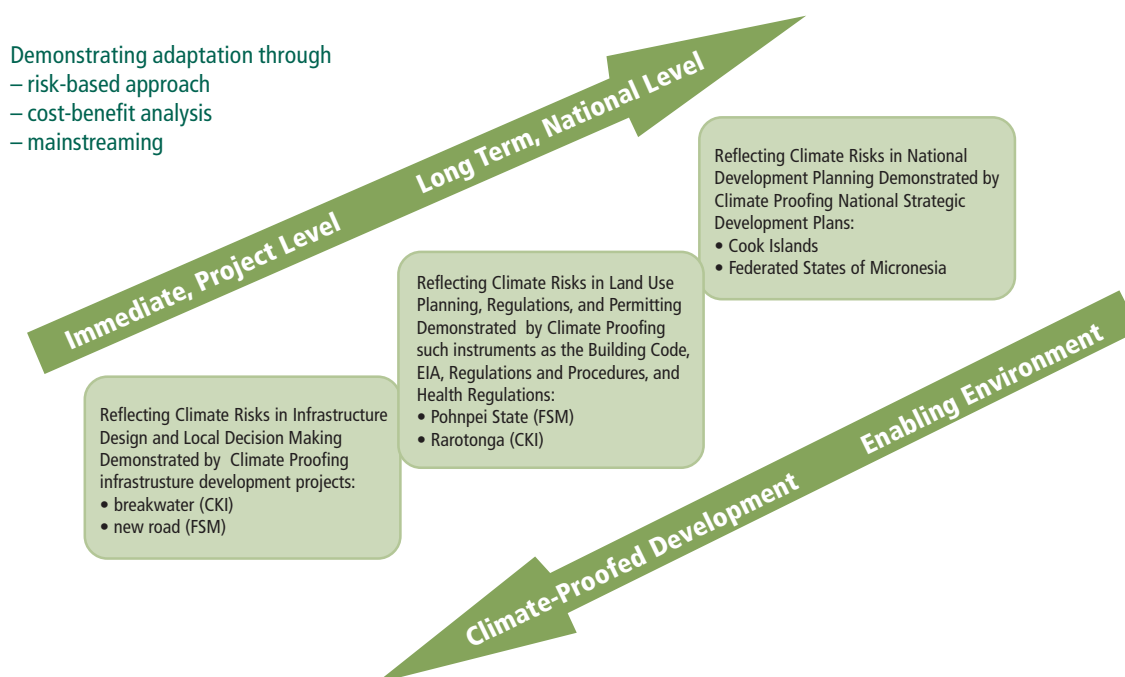 Demonstrating adaptation through
– risk-based approach
– cost-benefit analysis
– mainstreaming
Immediate, Project Level
Long Term, National Level
Reflecting Climate Risks in National
Development Planning Demonstrated by
Climate Proofing National Strategic
Development Plans:
• Cook Islands
• Federated States of Micronesia
Reflecting Climate Risks in Land Use
Planning, Regulations, and Permitting
Demonstrated by Climate Proofing
such instruments as the Building Code,
EIA, Regulations and Procedures, and
Health Regulations:
• Pohnpei State (FSM)
• Rarotonga (CKI)
Reflecting Climate Risks in Infrastructure
Design and Local Decision Making
Demonstrated by Climate Proofing
infrastrusture development projects:
• breakwater (CKI)
• new road (FSM)
Climate-Proofed Development
Enabling Environment